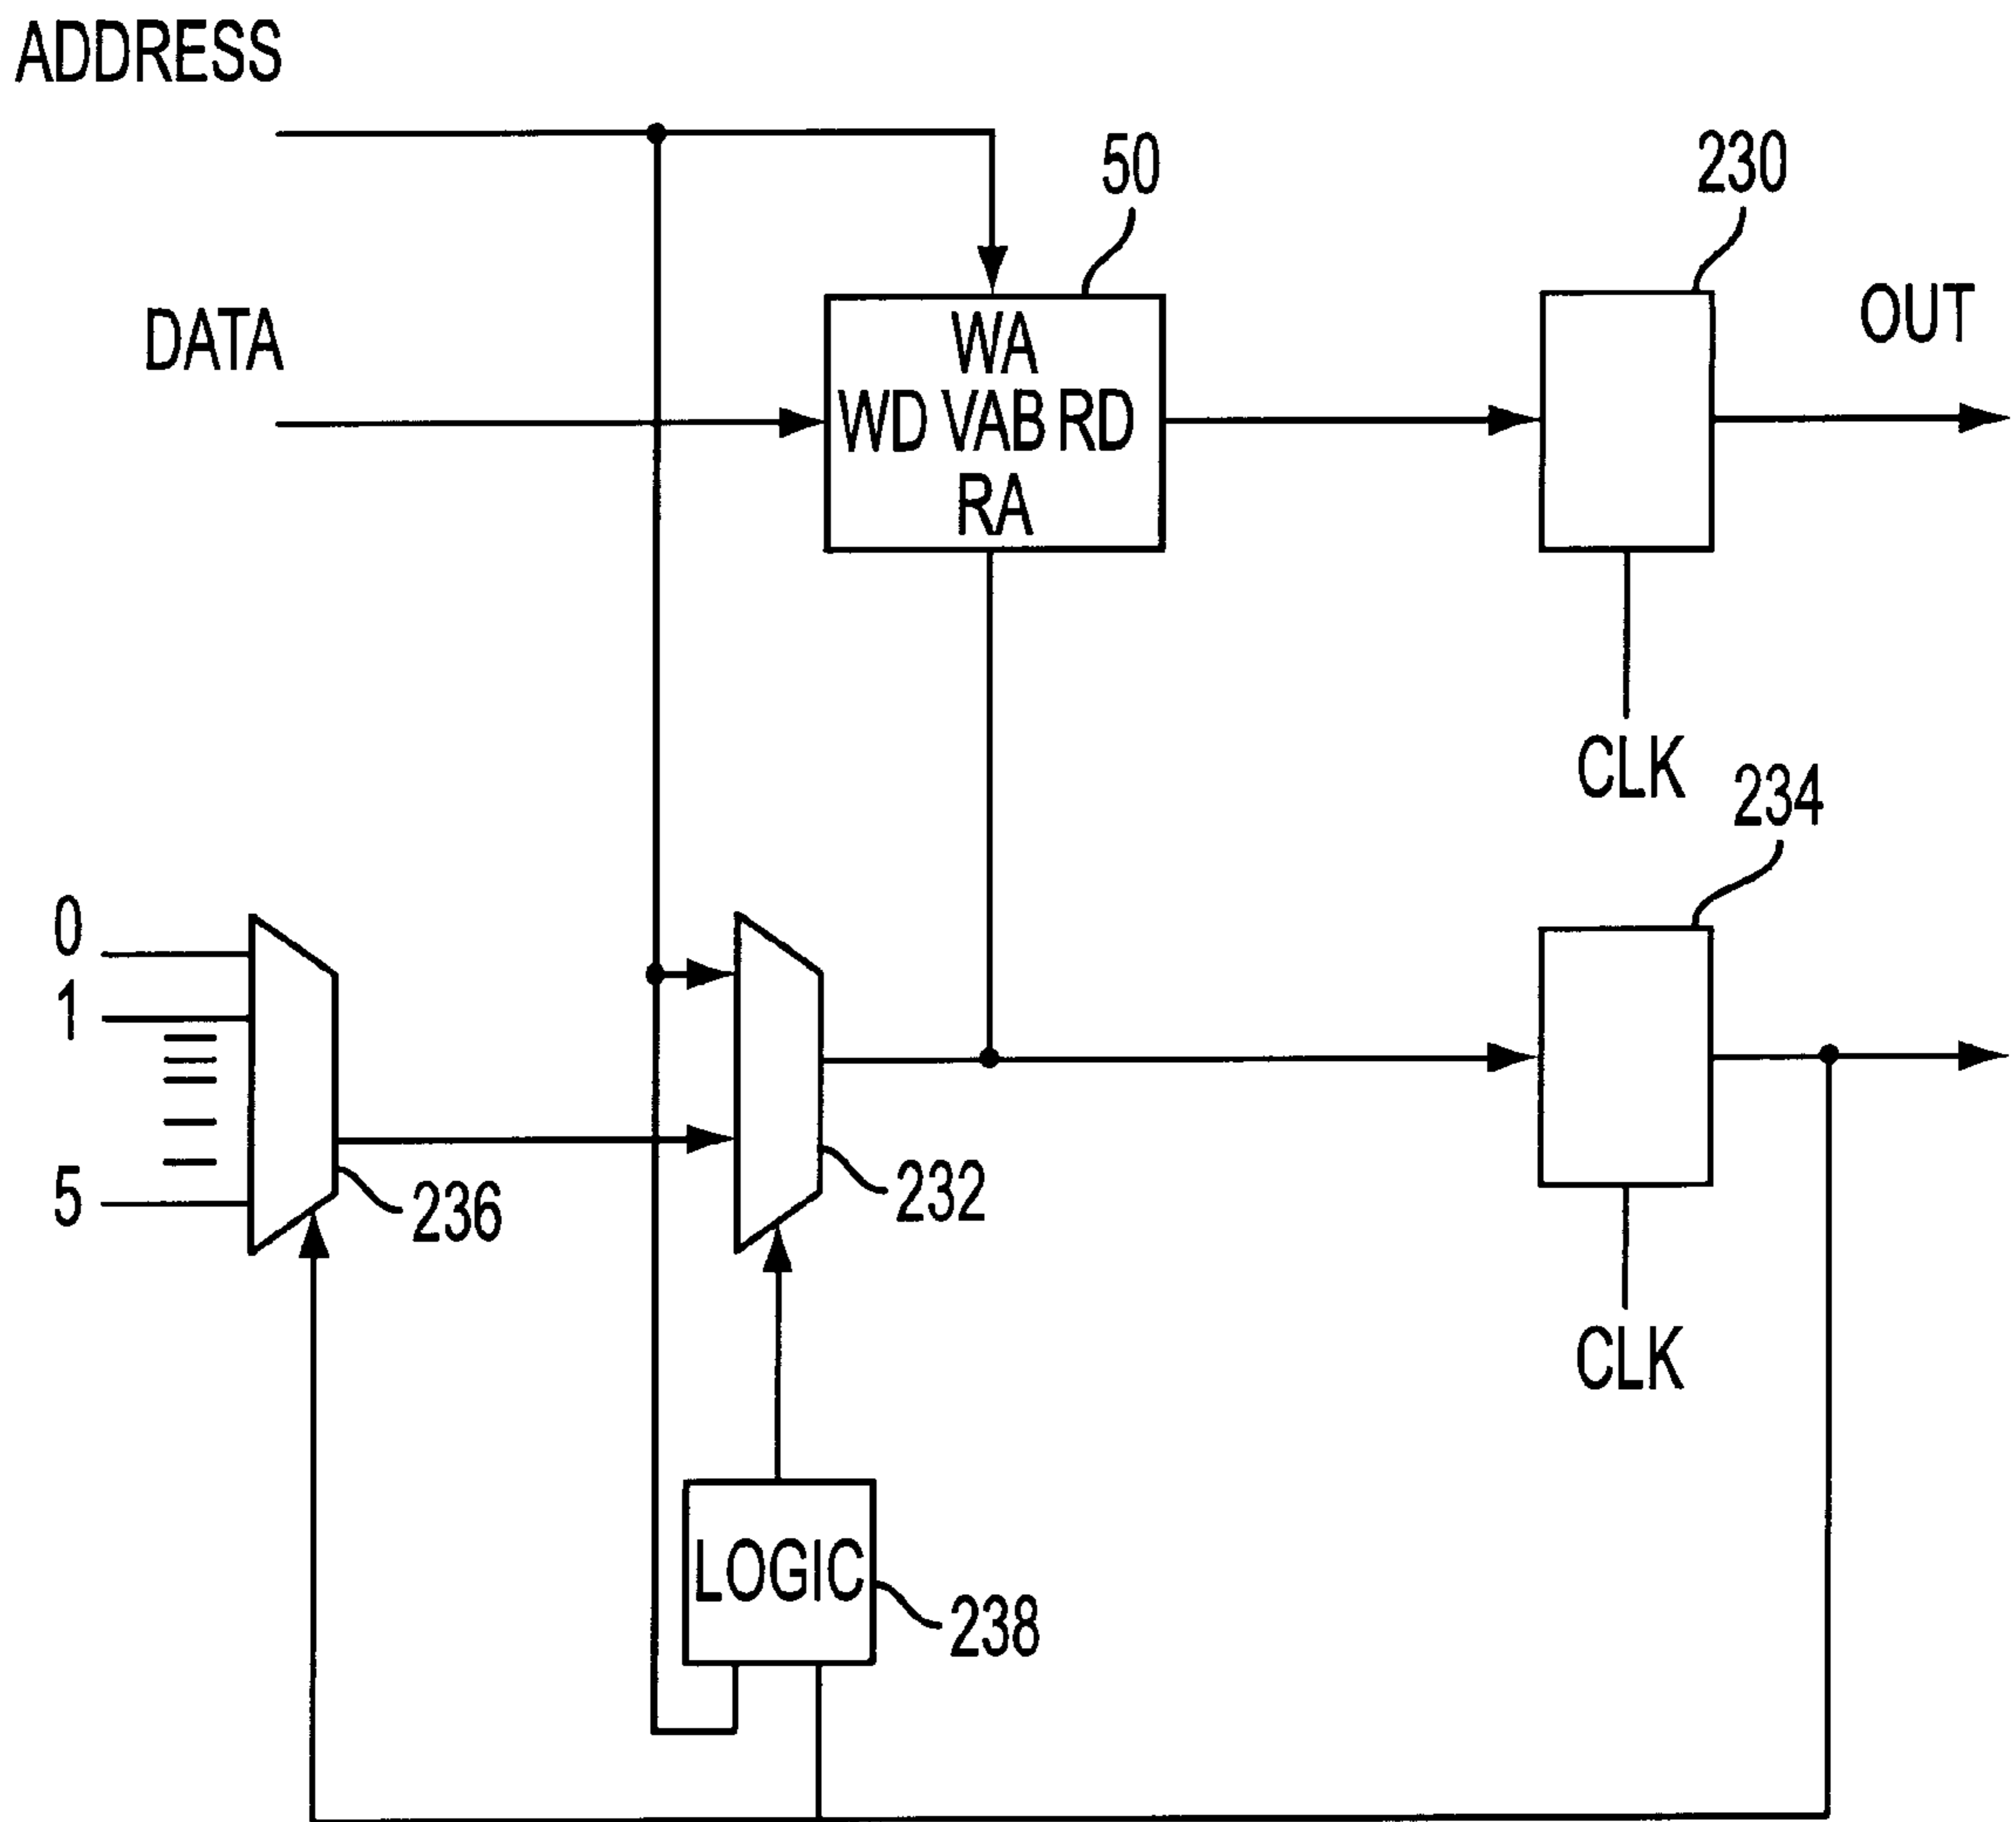 ADDRESS
50
230
DATA
OUT
WA
WD VAB RD
RA
CLK
234
0
1
5
236
232
CLK
LOGIC
238